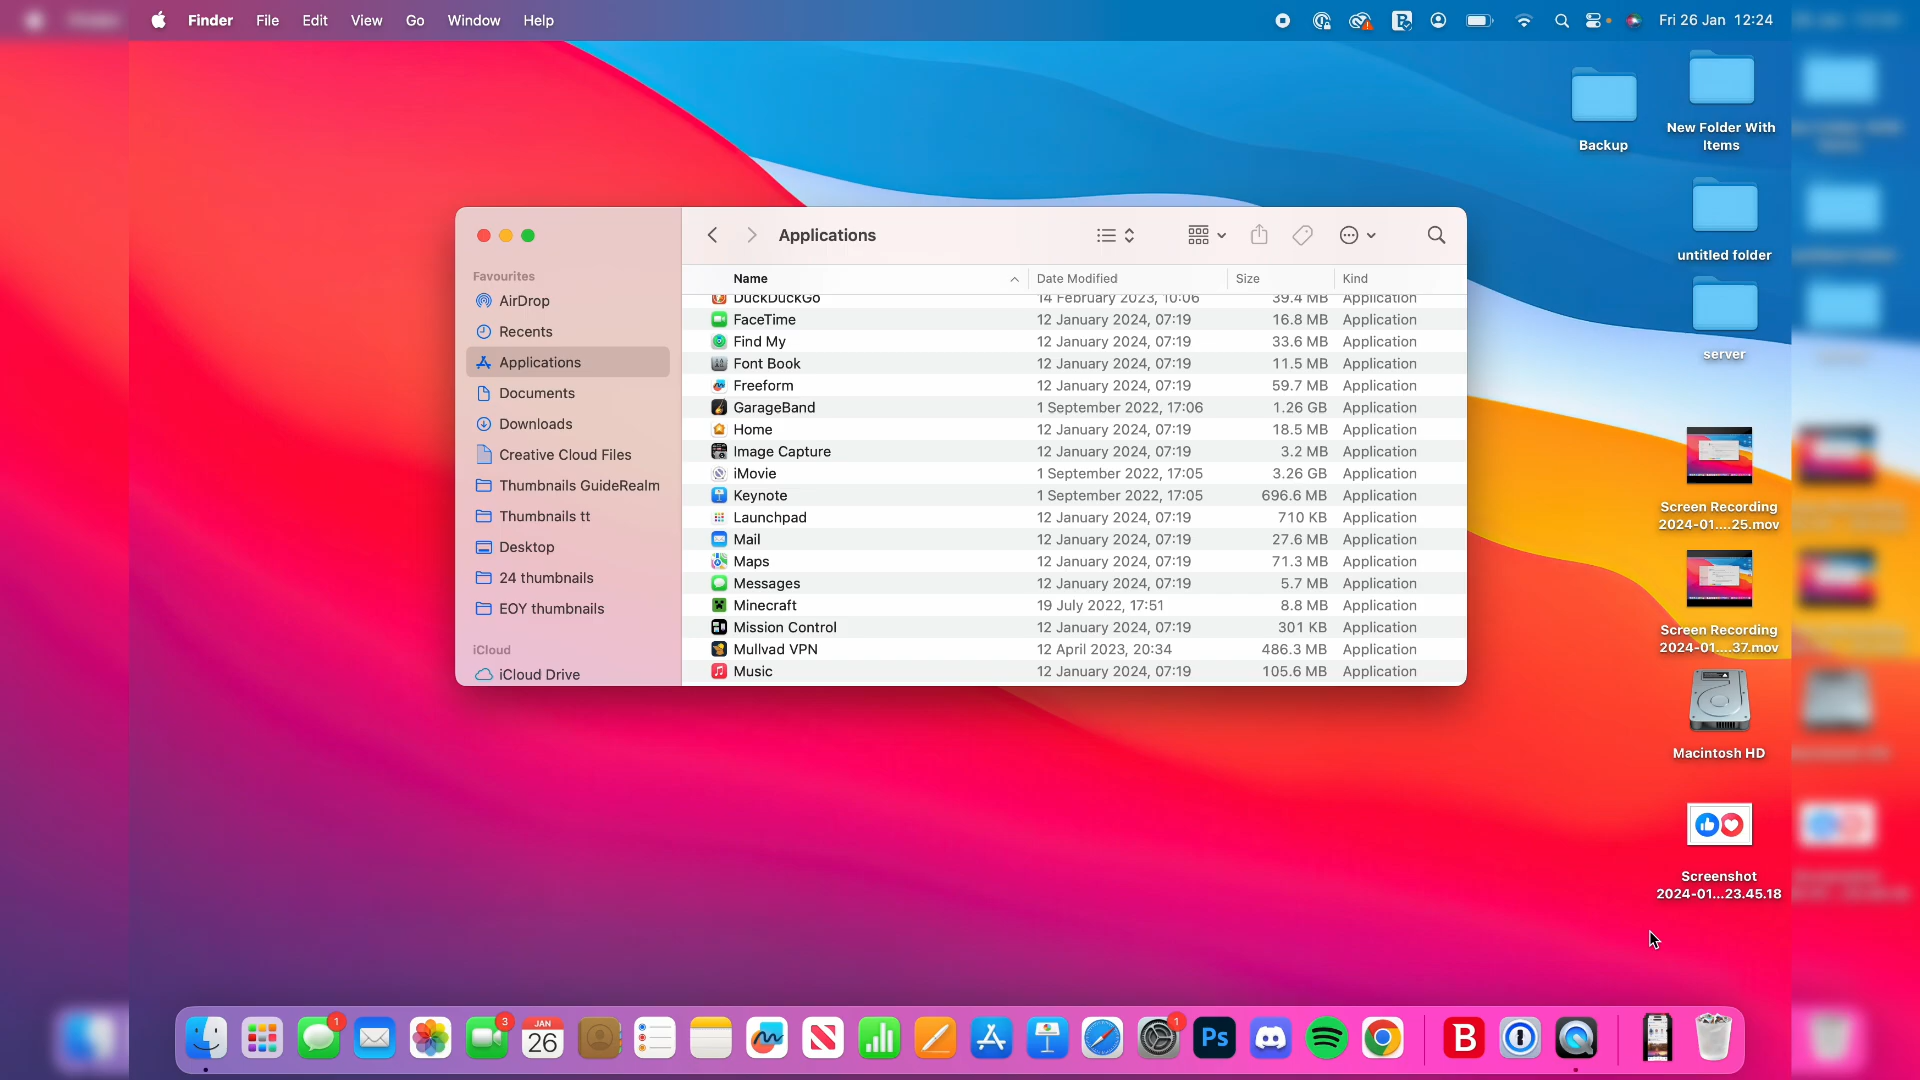 Finder File Edit View Go Window Help Fri 26 Jan 12:24
Backup
New Folder With
Items
untitled folder
server
Applications
Favourites
AirDrop
Recents
Applications
Documents
Downloads
Creative Cloud Files
Thumbnails GuideRealm
Thumbnails tt
Desktop
24 thumbnails
EOY thumbnails
iCloud
iCloud Drive
Name Date Modified Size Kind
DuckDuckGo 14 February 2023, 10:06 39.4 MB Application
FaceTime 12 January 2024, 07:19 16.8 MB Application
Find My 12 January 2024, 07:19 33.6 MB Application
Font Book 12 January 2024, 07:19 11.5 MB Application
Freeform 12 January 2024, 07:19 59.7 MB Application
GarageBand 1 September 2022, 17:06 1.26 GB Application
Home 12 January 2024, 07:19 18.5 MB Application
Image Capture 12 January 2024, 07:19 3.2 MB Application
iMovie 1 September 2022, 17:05 3.26 GB Application
Keynote 1 September 2022, 17:05 696.6 MB Application
Launchpad 12 January 2024, 07:19 710 KB Application
Mail 12 January 2024, 07:19 27.6 MB Application
Maps 12 January 2024, 07:19 71.3 MB Application
Messages 12 January 2024, 07:19 5.7 MB Application
Minecraft 19 July 2022, 17:51 8.8 MB Application
Mission Control 12 January 2024, 07:19 301 KB Application
Mullvad VPN 12 April 2023, 20:34 486.3 MB Application
Music 12 January 2024, 07:19 105.6 MB Application
Screen Recording
2024-01....25.mov
Screen Recording
2024-01....37.mov
Macintosh HD
Screenshot
2024-01...23.45.18
1
3
JAN
26
1
Ps
B